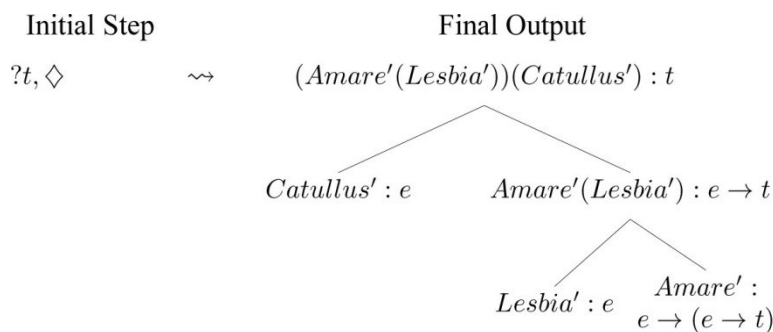 Initial Step Final Output
?t, ◇ ⇝ (Amare′(Lesbia′))(Catullus′) : t
Catullus′ : e Amare′(Lesbia′) : e → t
Lesbia′ : e Amare′ :
e → (e → t)